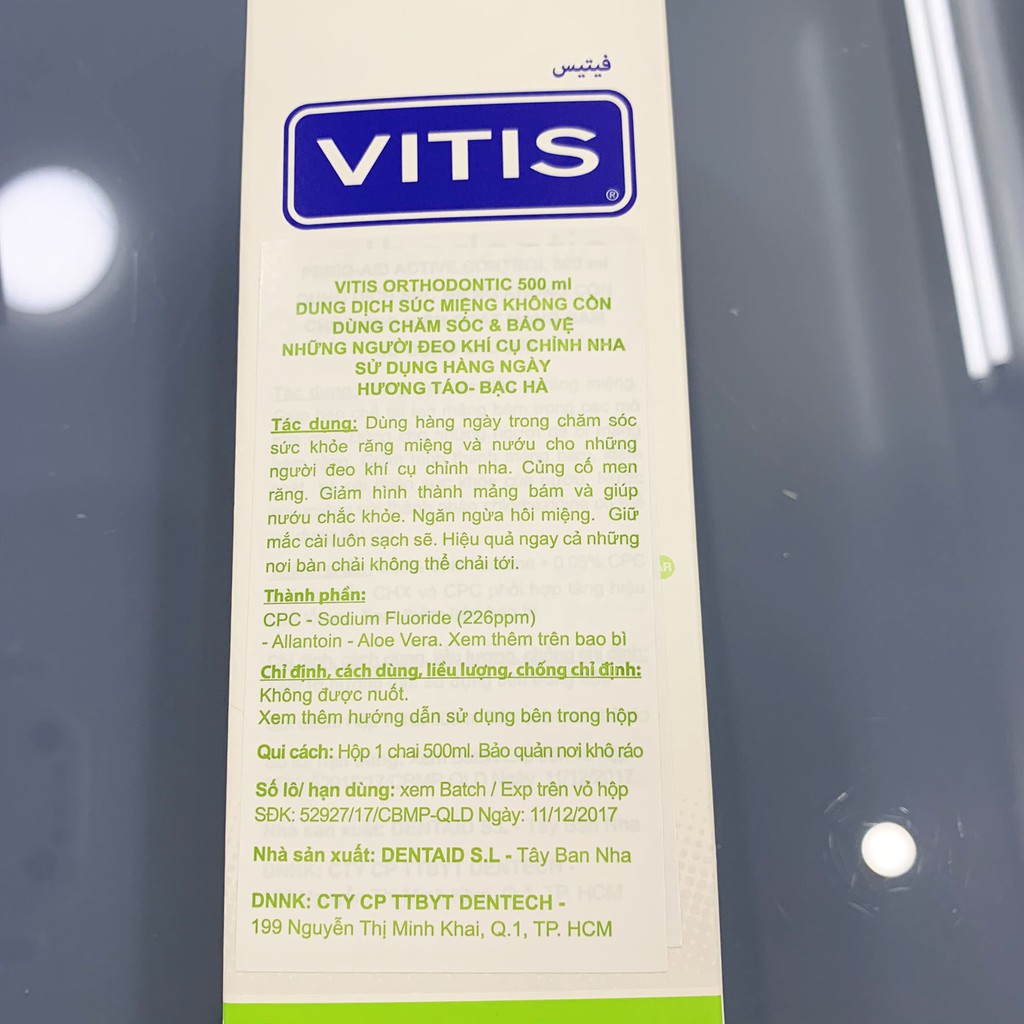 فيتيس
VITIS
®
VITIS ORTHODONTIC 500 ml
DUNG DỊCH SÚC MIỆNG KHÔNG CỒN
DÙNG CHĂM SÓC & BẢO VỆ
NHỮNG NGƯỜI ĐEO KHÍ CỤ CHỈNH NHA
SỬ DỤNG HÀNG NGÀY
HƯƠNG TÁO- BẠC HÀ
Tác dụng: Dùng hàng ngày trong chăm sóc
sức khỏe răng miệng và nướu cho những
người đeo khí cụ chỉnh nha. Củng cố men
răng. Giảm hình thành mảng bám và giúp
nướu chắc khỏe. Ngăn ngừa hôi miệng. Giữ
mắc cài luôn sạch sẽ. Hiệu quả ngay cả những
nơi bàn chải không thể chải tới.
Thành phần:
CPC - Sodium Fluoride (226ppm)
- Allantoin - Aloe Vera. Xem thêm trên bao bì
Chỉ định, cách dùng, liều lượng, chống chỉ định:
Không được nuốt.
Xem thêm hướng dẫn sử dụng bên trong hộp
Qui cách: Hộp 1 chai 500ml. Bảo quản nơi khô ráo
Số lô/ hạn dùng: xem Batch / Exp trên vỏ hộp
SĐK: 52927/17/CBMP-QLD Ngày: 11/12/2017
Nhà sản xuất: DENTAID S.L - Tây Ban Nha
DNNK: CTY CP TTBYT DENTECH -
199 Nguyễn Thị Minh Khai, Q.1, TP. HCM
AR